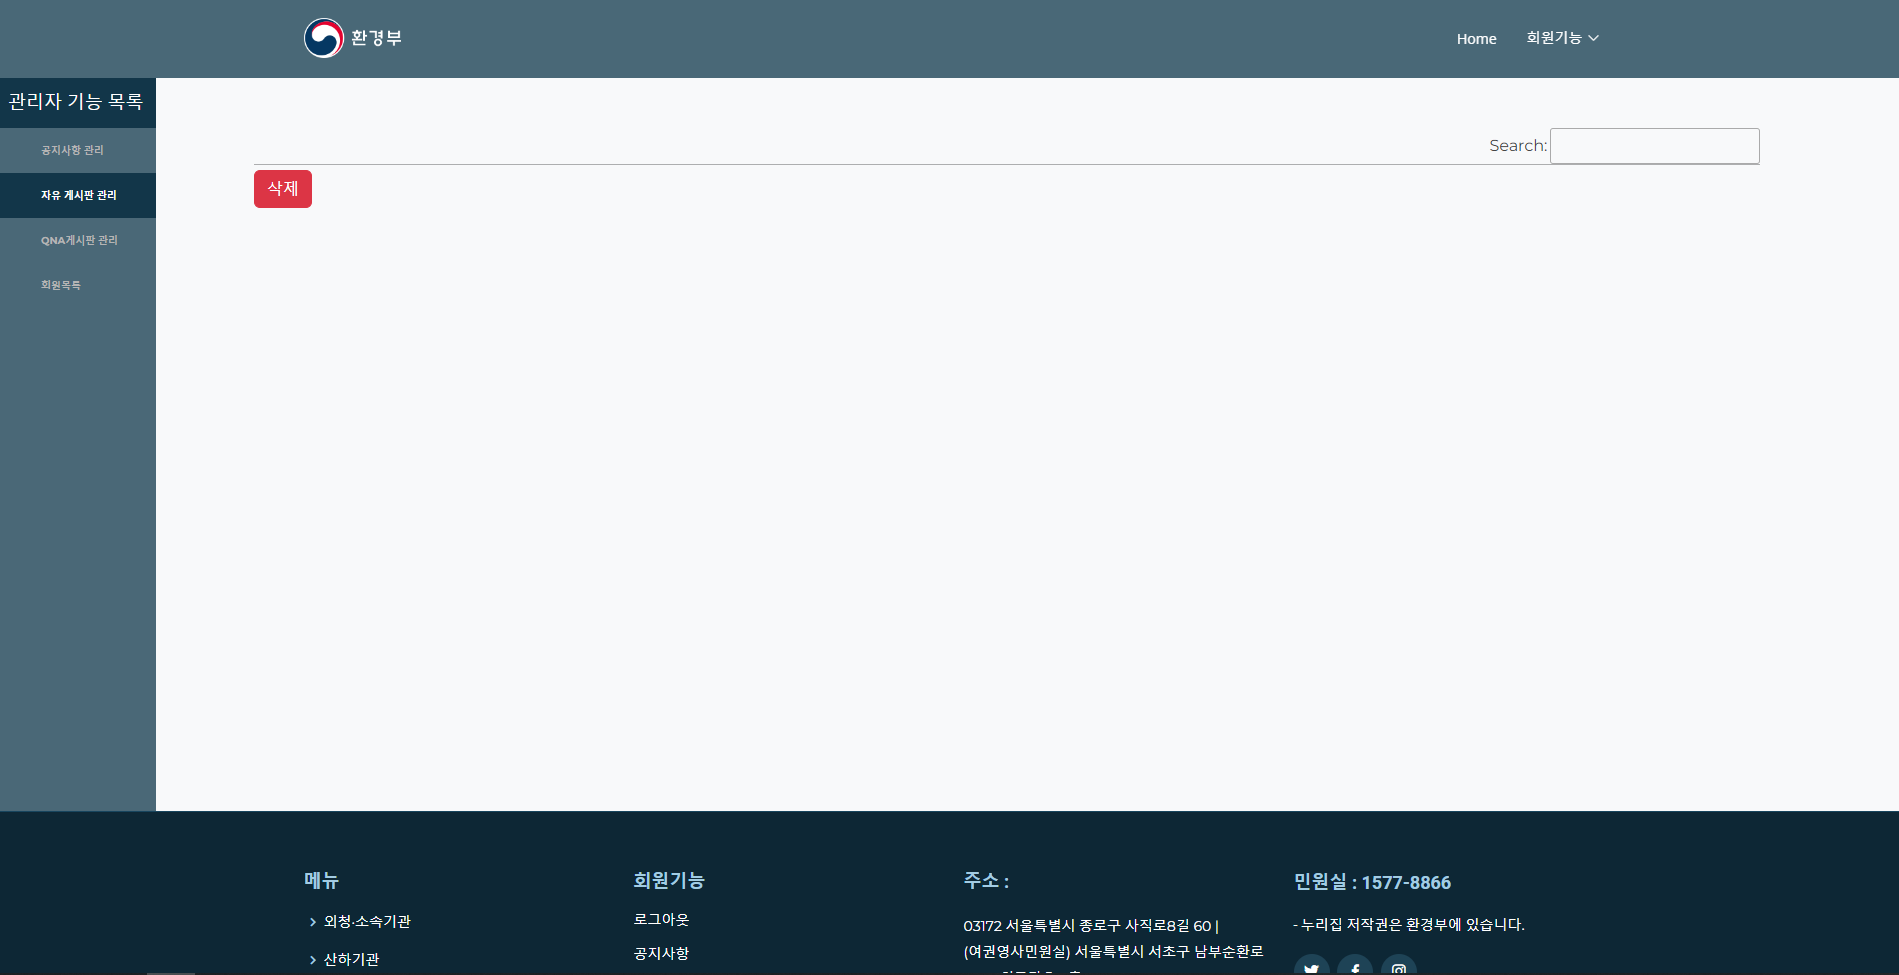 환경부
Home
회원기능
관리자 기능 목록
공지사항 관리
자유 게시판 관리
QNA게시판 관리
회원목록
Search:
삭제
메뉴
외청·소속기관
산하기관
회원기능
로그아웃
공지사항
주소 :
03172 서울특별시 종로구 사직로8길 60 |
(여권영사민원실) 서울특별시 서초구 남부순환로
민원실 : 1577-8866
- 누리집 저작권은 환경부에 있습니다.